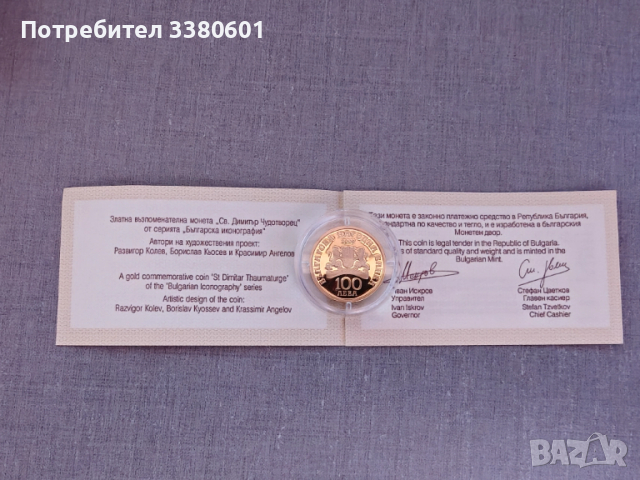 Потребител 3380601
Златна възпоменателна монета „Св. Димитър Чудотворец"
от серията „Българска иконография"
Автори на художествения проект:
Развигор Колев, Борислав Кьосев и Красимир Ангелов
A gold commemorative coin "St Dimitar Thaumaturge"
of the "Bulgarian Iconography" series
Artistic design of the coin:
Razvigor Kolev, Borislav Kyossev and Krassimir Angelov
БЪЛГАРСКА НАРОДНА БАНКА
100
ЛЕВА
Тази монета е законно платежно средство в Република България,
стандартна по качество и тегло, и е изработена в българския
Монетен двор.
This coin is legal tender in the Republic of Bulgaria.
is of standard quality and weight and is minted in the
Bulgarian Mint.
Иван Искров Стефан Цветков
Управител Главен касиер
Ivan Iskrov Stefan Tzvetkov
Governor Chief Cashier
BAZAR